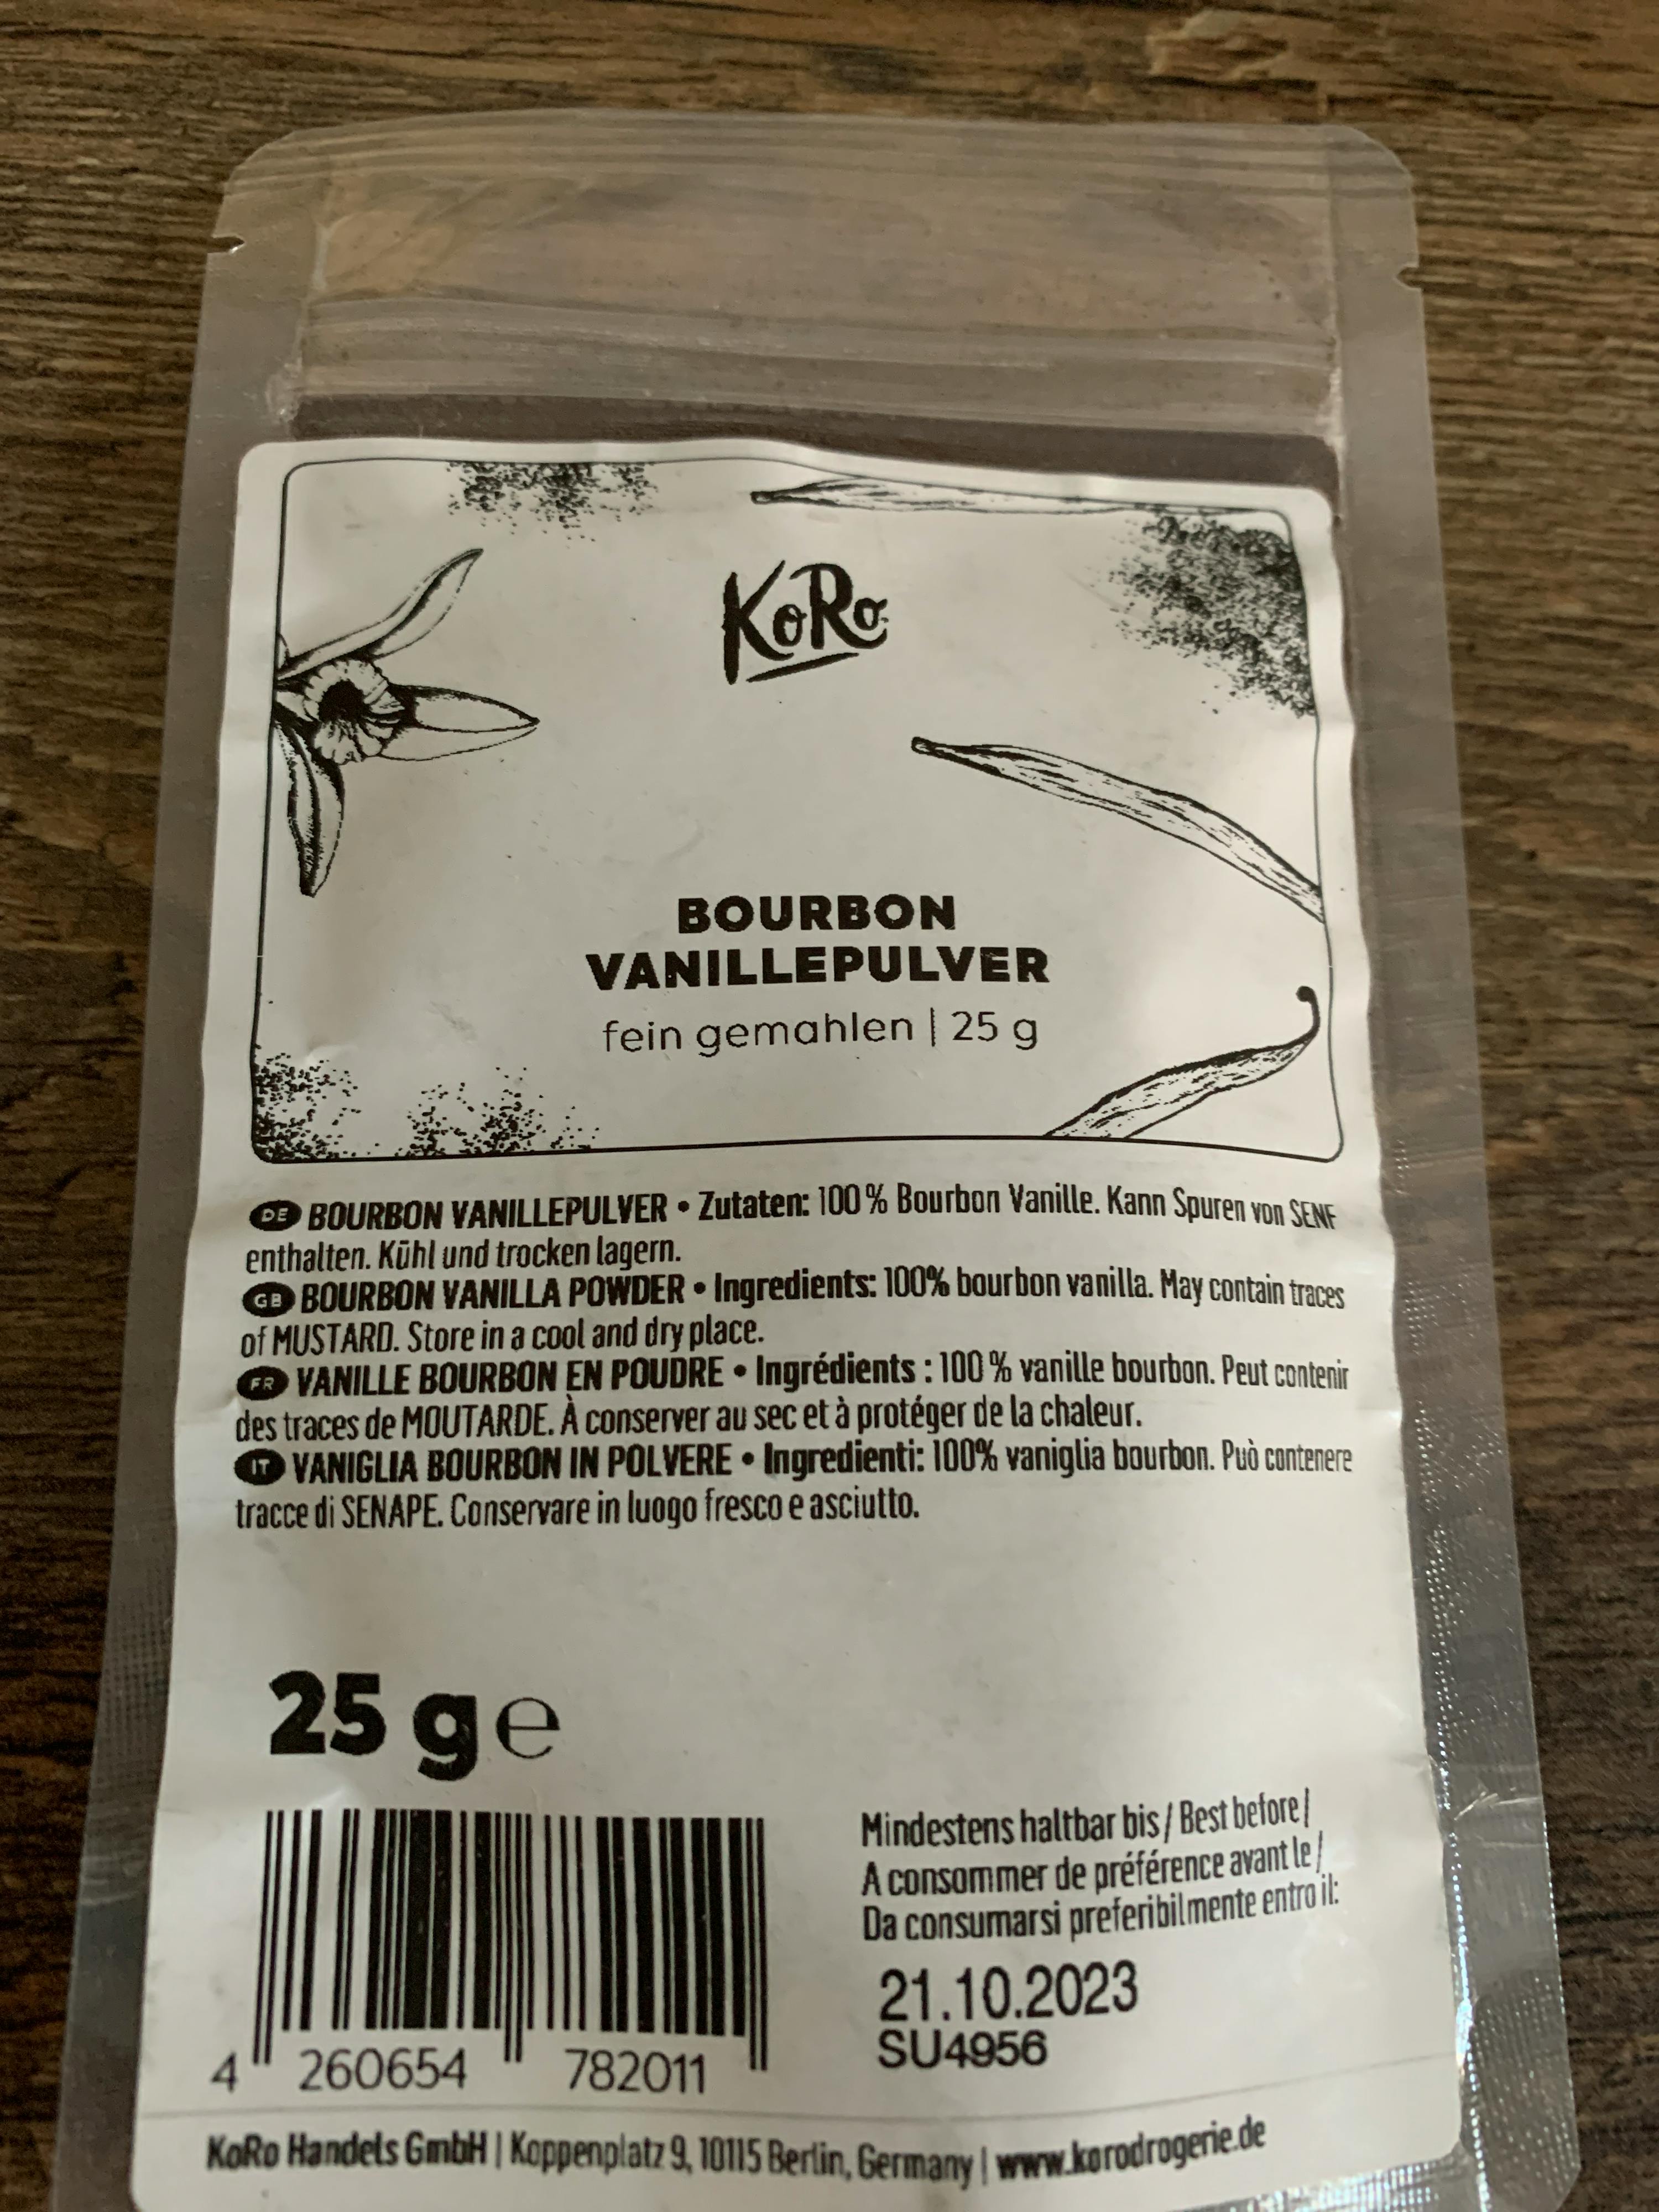 KoRo
BOURBON
VANILLEPULVER
fein gemahlen | 25 g
DE BOURBON VANILLEPULVER • Zutaten: 100 % Bourbon Vanille. Kann Spuren von SENF
enthalten. Kühl und trocken lagern.
GB BOURBON VANILLA POWDER • Ingredients: 100% bourbon vanilla. May contain traces
of MUSTARD. Store in a cool and dry place.
FR VANILLE BOURBON EN POUDRE • Ingrédients : 100 % vanille bourbon. Peut contenir
des traces de MOUTARDE. À conserver au sec et à protéger de la chaleur.
IT VANIGLIA BOURBON IN POLVERE • Ingredienti: 100% vaniglia bourbon. Può contenere
tracce di SENAPE. Conservare in luogo fresco e asciutto.
25 g e
Mindestens haltbar bis / Best before /
A consommer de préférence avant le /
Da consumarsi preferibilmente entro il:
21.10.2023
SU4956
4 260654 782011
KoRo Handels GmbH | Koppenplatz 9, 10115 Berlin, Germany | www.korodrogerie.de